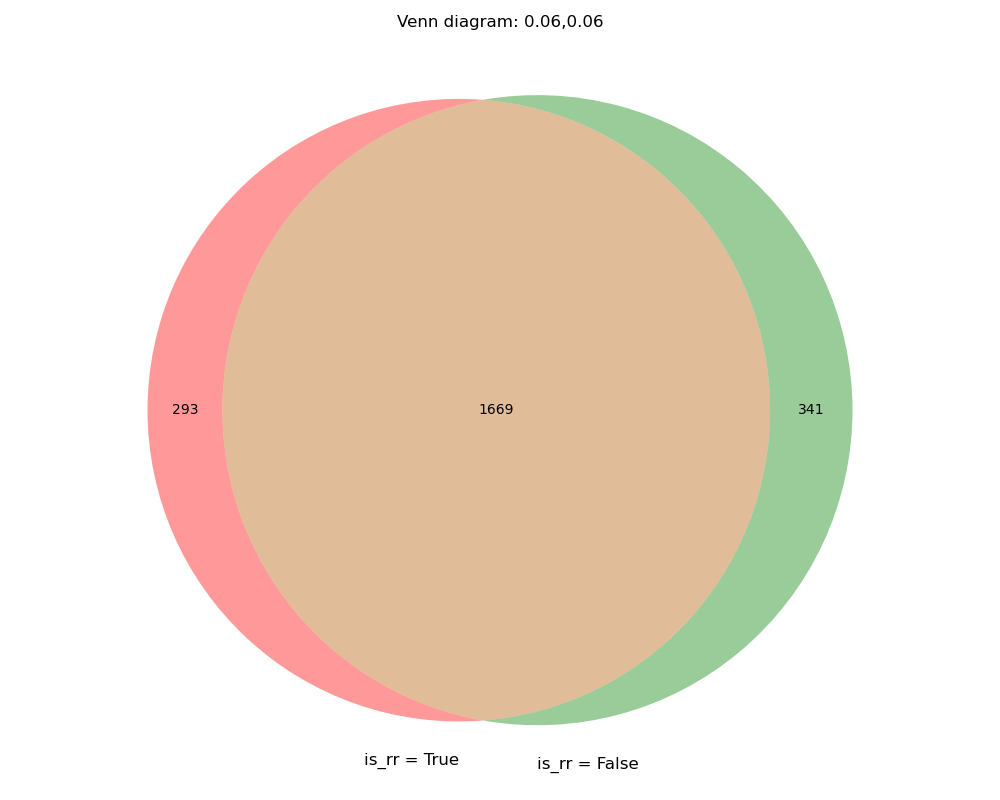 Venn diagram: 0.06,0.06
293
1669
341
is_rr = True
is_rr = False